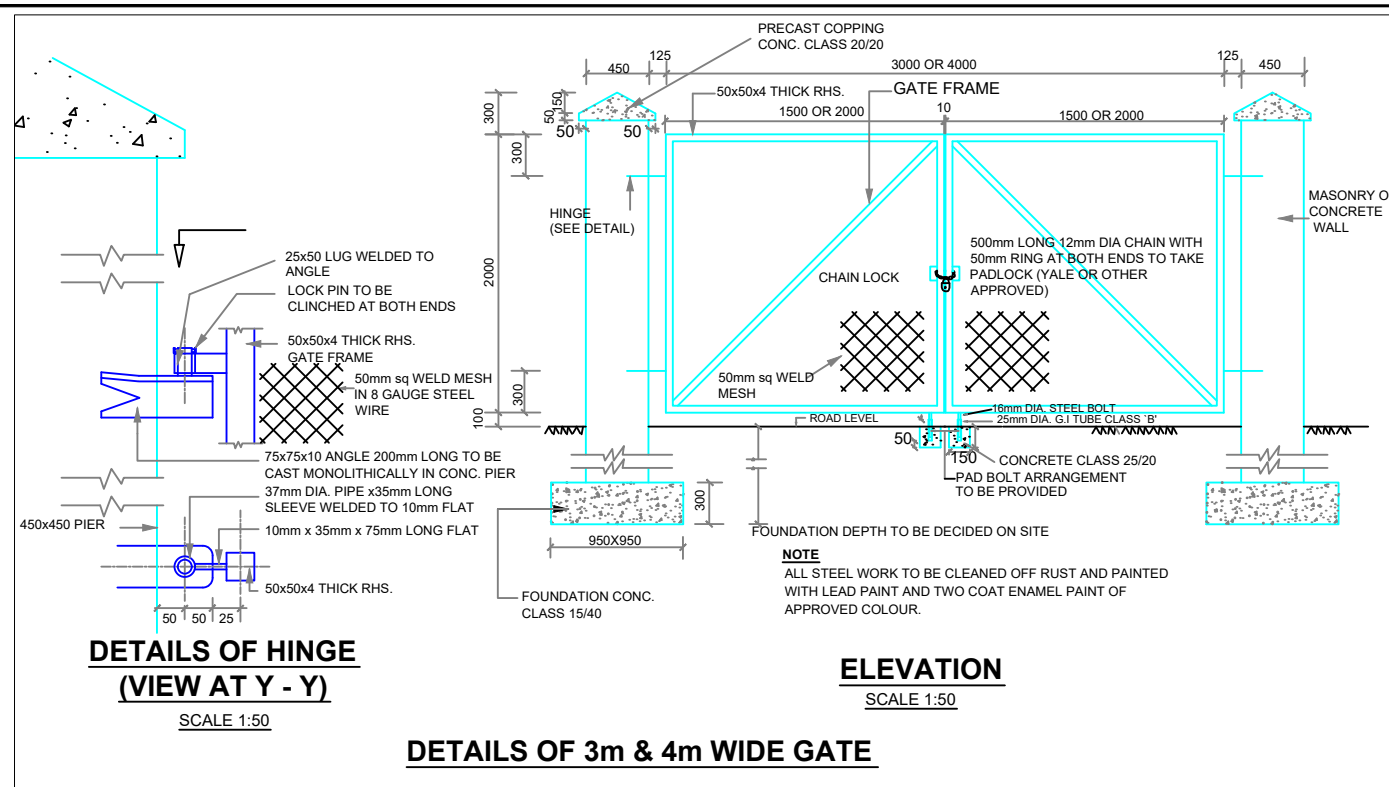 PRECAST COPPING
CONC. CLASS 20/20
125
3000 OR 4000
125
450
450
50x50x4 THICK RHS.
GATE FRAME
1500 OR 2000
10
1500 OR 2000
300
150
50
50
50
300
HINGE
(SEE DETAIL)
MASONRY O
CONCRETE
WALL
500mm LONG 12mm DIA CHAIN WITH
50mm RING AT BOTH ENDS TO TAKE
PADLOCK (YALE OR OTHER
APPROVED)
CHAIN LOCK
2000
50mm sq WELD
MESH
300
100
ROAD LEVEL
16mm DIA. STEEL BOLT
25mm DIA. G.I TUBE CLASS `B'
50
150
CONCRETE CLASS 25/20
PAD BOLT ARRANGEMENT
TO BE PROVIDED
300
950X950
FOUNDATION DEPTH TO BE DECIDED ON SITE
NOTE
ALL STEEL WORK TO BE CLEANED OFF RUST AND PAINTED
WITH LEAD PAINT AND TWO COAT ENAMEL PAINT OF
APPROVED COLOUR.
FOUNDATION CONC.
CLASS 15/40
25x50 LUG WELDED TO
ANGLE
LOCK PIN TO BE
CLINCHED AT BOTH ENDS
50x50x4 THICK RHS.
GATE FRAME
50mm sq WELD MESH
IN 8 GAUGE STEEL
WIRE
75x75x10 ANGLE 200mm LONG TO BE
CAST MONOLITHICALLY IN CONC. PIER
37mm DIA. PIPE x35mm LONG
SLEEVE WELDED TO 10mm FLAT
450x450 PIER
10mm x 35mm x 75mm LONG FLAT
50x50x4 THICK RHS.
50
50
25
DETAILS OF HINGE
(VIEW AT Y - Y)
SCALE 1:50
ELEVATION
SCALE 1:50
DETAILS OF 3m & 4m WIDE GATE